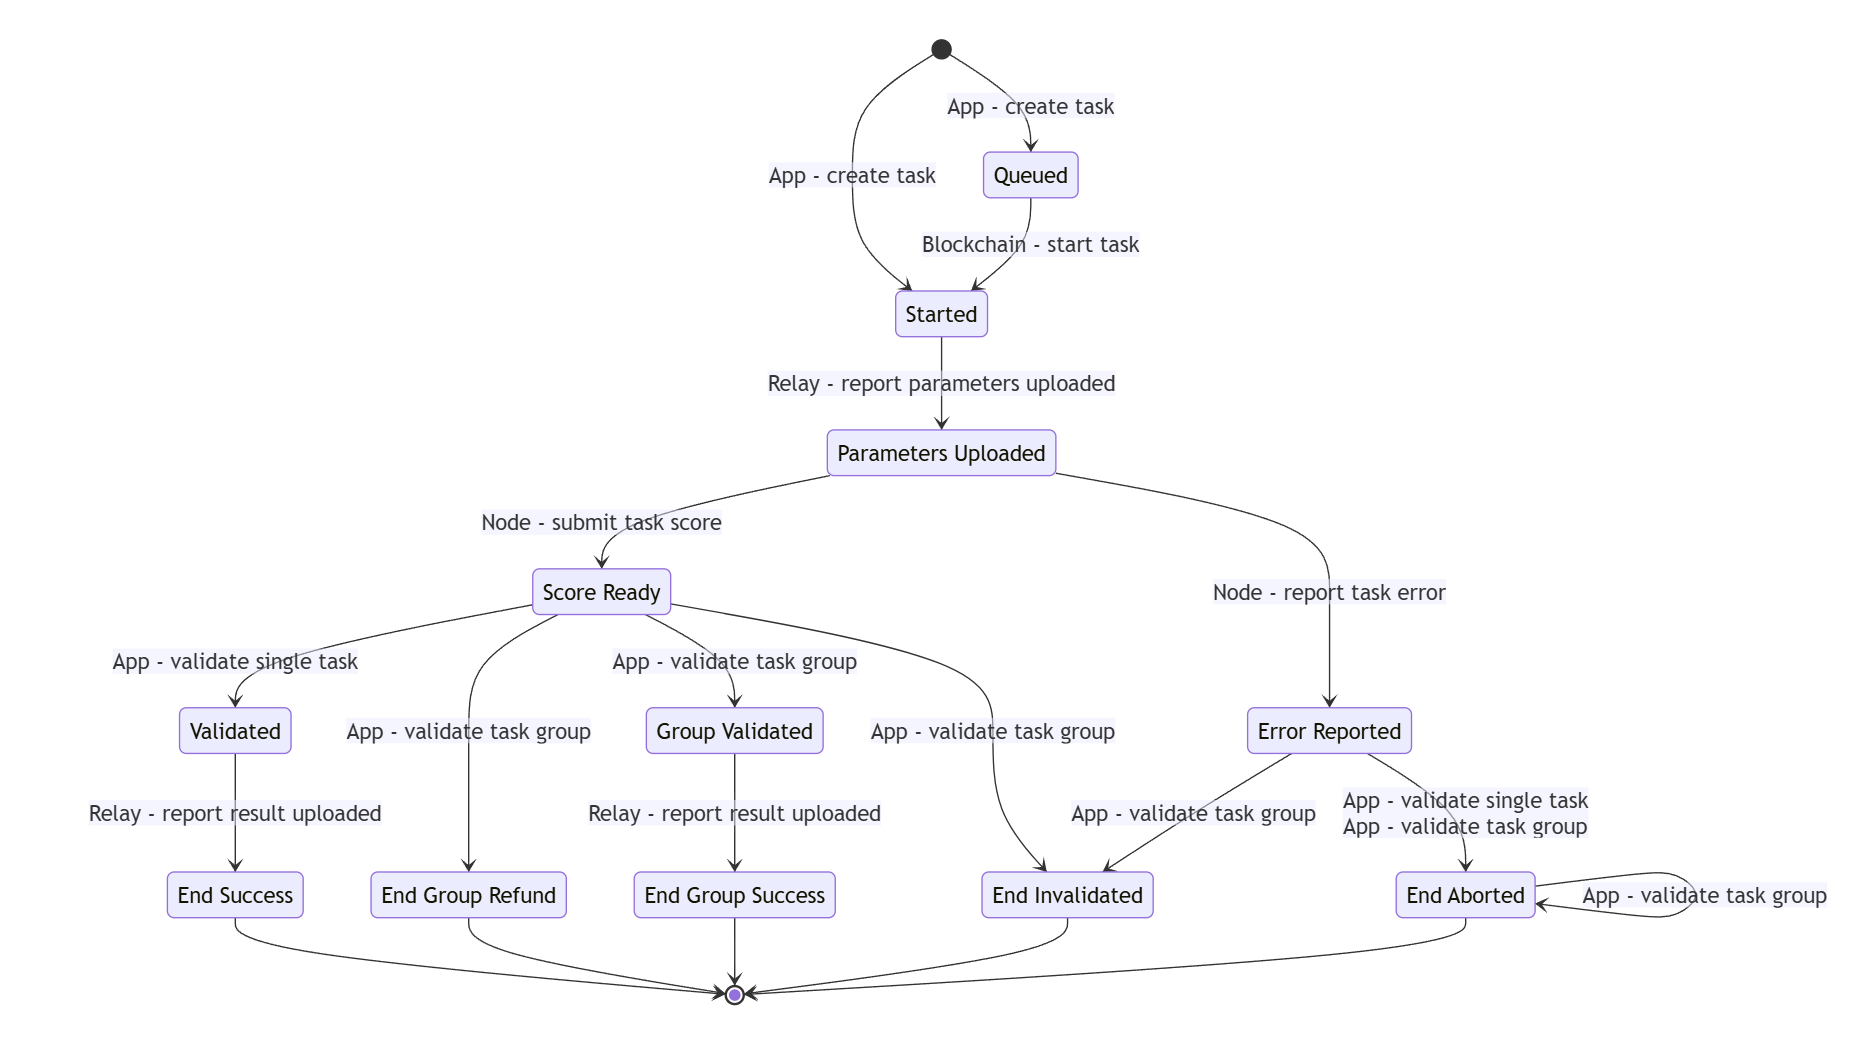 App - create task
App - create task
Queued
Blockchain - start task
Started
Relay - report parameters uploaded
Parameters Uploaded
Node - submit task score
Score Ready
Node - report task error
App - validate single task
App - validate task group
Validated
App - validate task group
Group Validated
App - validate task group
Error Reported
Relay - report result uploaded
Relay - report result uploaded
App - validate task group
App - validate single task
App - validate task group
End Success
End Group Refund
End Group Success
End Invalidated
End Aborted
App - validate task group